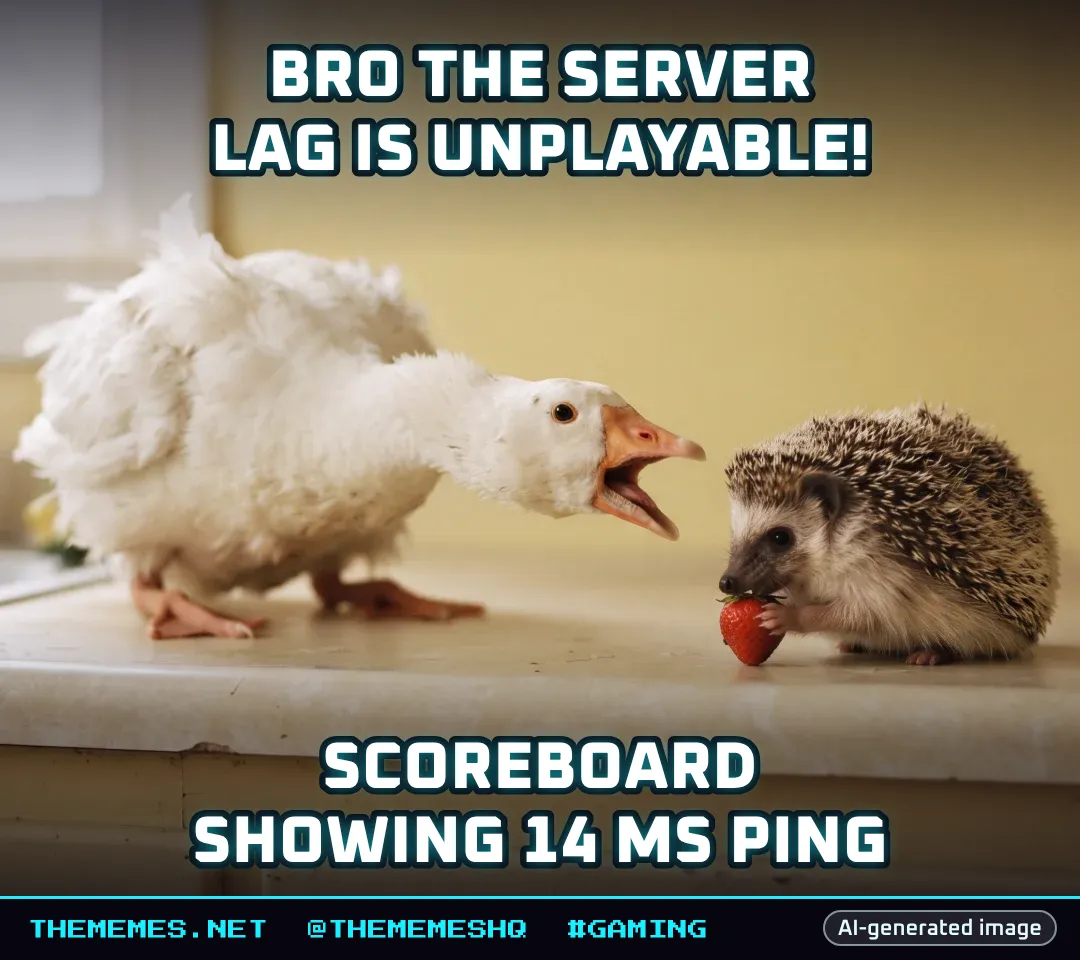 BRO THE SERVER
LAG IS UNPLAYABLE!
SCOREBOARD
SHOWING 14 MS PING
THEMEMES.NET @THEMEMESHQ #GAMING AI-generated image